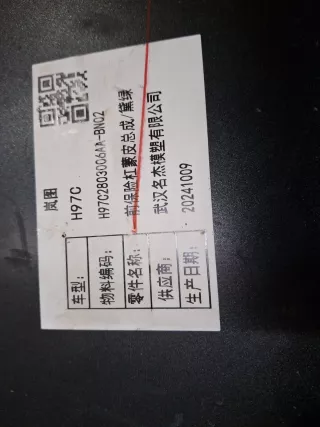 岚图
车型： H97C
物料编码： H97C2803006AA-BN02
零件名称： 前保险杠蒙皮总成/黛绿
供应商： 武汉名杰模塑有限公司
生产日期： 20241009